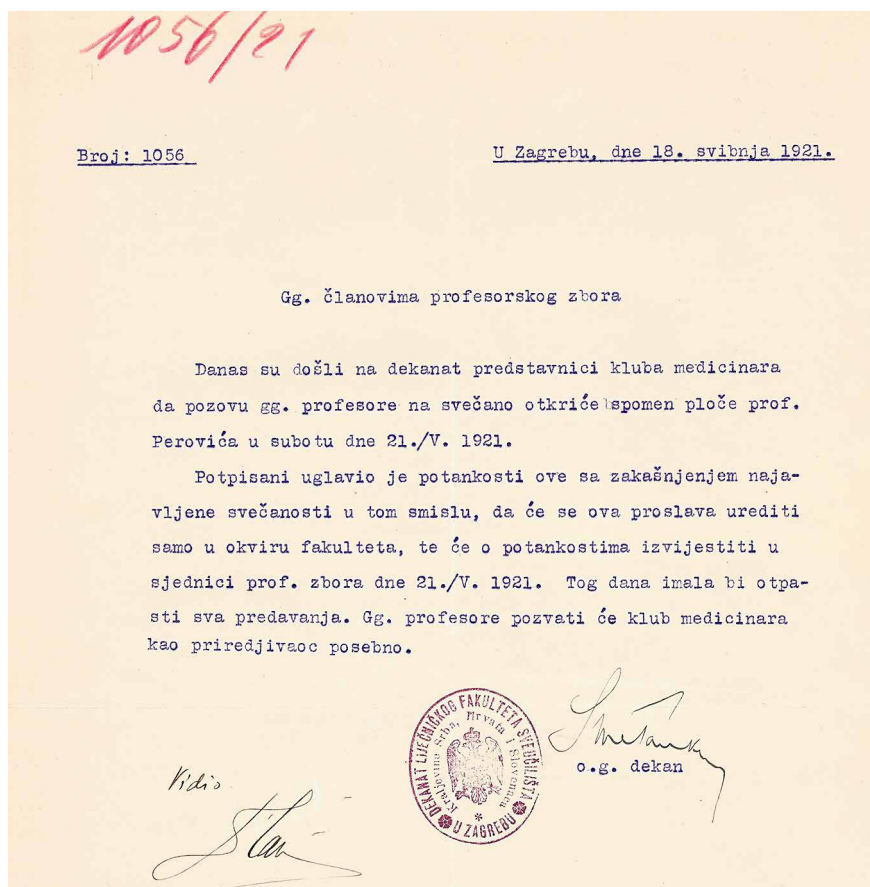 1056/21
Broj: 1056
U Zagrebu, dne 18. svibnja 1921.
Gg. članovima profesorskog zbora
Danas su došli na dekanat predstavnici kluba medicinara
da pozovu gg. profesore na svečano otkriće spomen ploče prof.
Perovića u subotu dne 21./V. 1921.
Potpisani uglavio je potankosti ove sa zakašnjenjem naja-
vljene svečanosti u tom smislu, da će se ova proslava urediti
samo u okviru fakulteta, te će o potankostima izvijestiti u
sjednici prof. zbora dne 21./V. 1921. Tog dana imala bi otpa-
sti sva predavanja. Gg. profesore pozvati će klub medicinara
kao priredjivaoc posebno.
DEKANAT LIJEČNIČKOG FAKULTETA SVEUČILIŠTA
Kraljevine Srba, Hrvata i Slovenaca
* U ZAGREBU *
o.g. dekan
Vidio